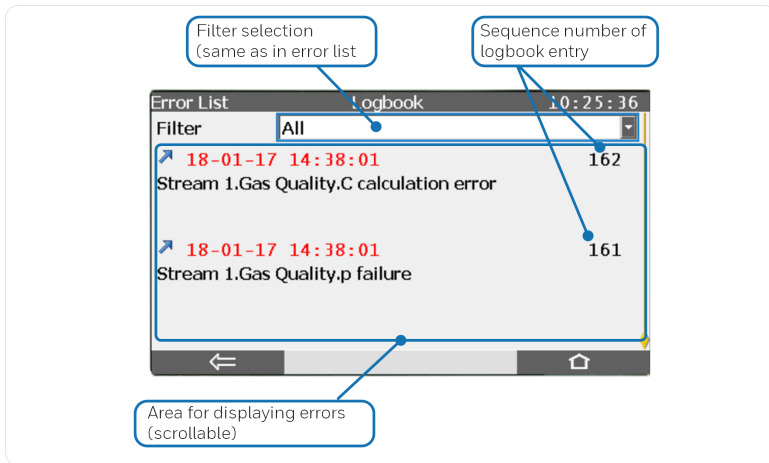 Filter selection
(same as in error list
Sequence number of
logbook entry
Error List Logbook 10:25:36
Filter All
18-01-17 14:38:01 162
Stream 1.Gas Quality.C calculation error
18-01-17 14:38:01 161
Stream 1.Gas Quality.p failure
Area for displaying errors
(scrollable)